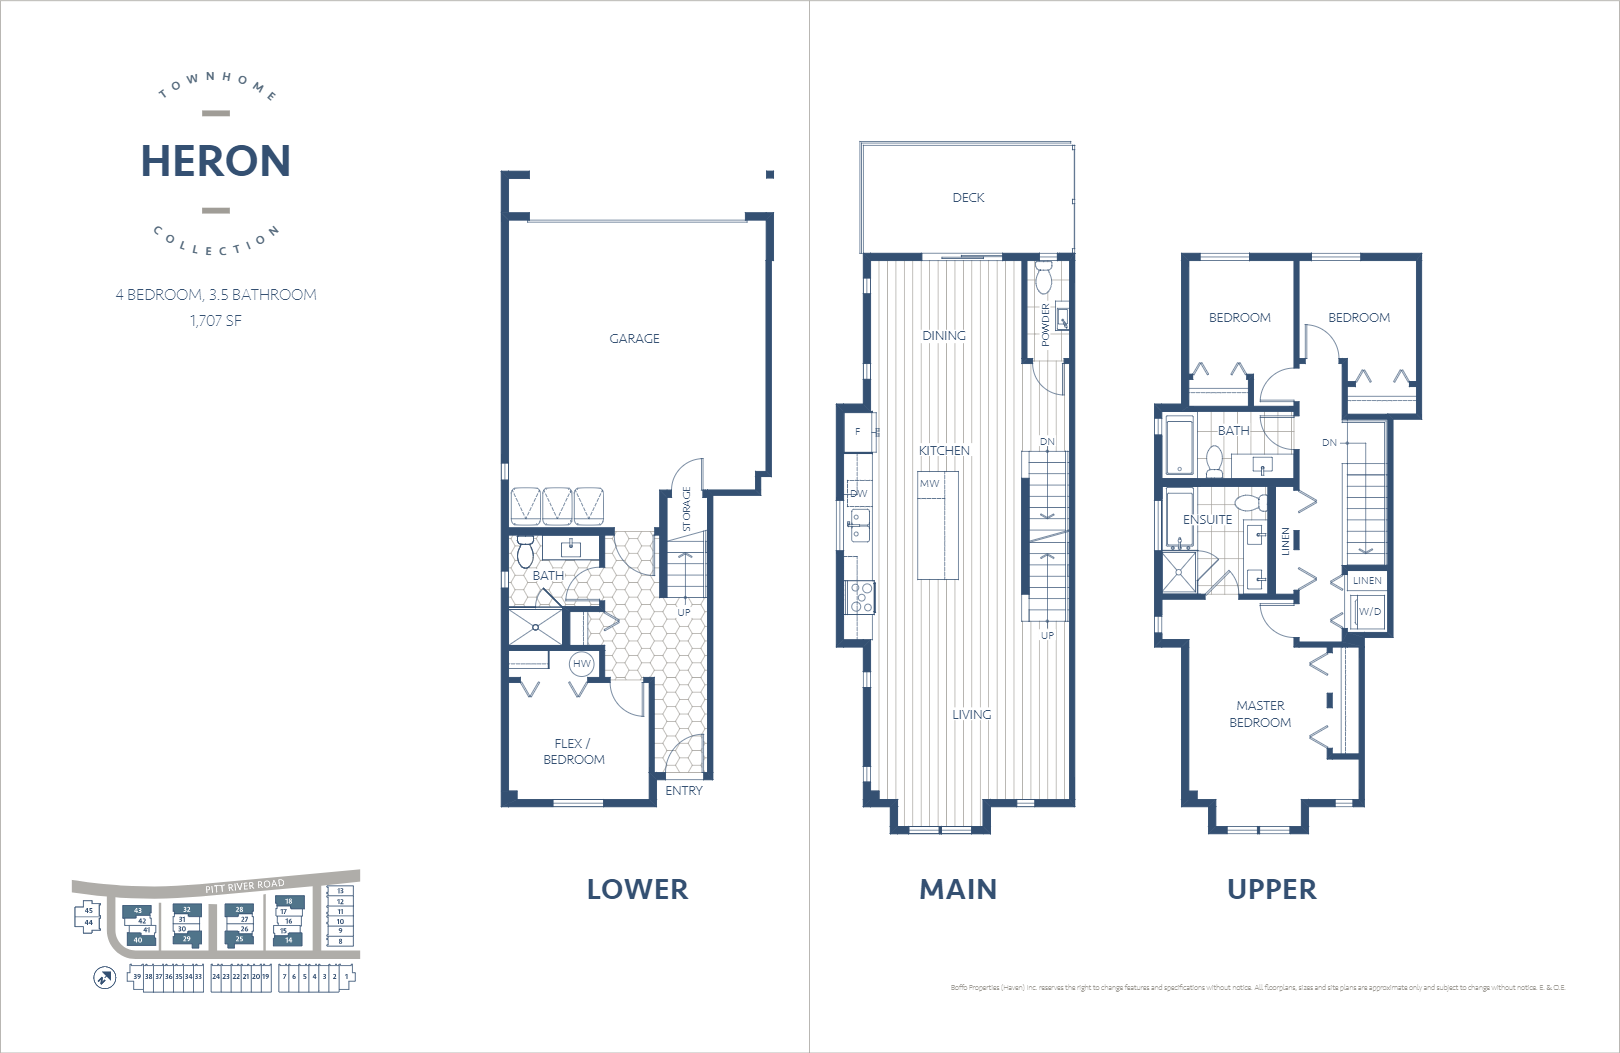 TOWNHOME
HERON
COLLECTION
4 BEDROOM, 3.5 BATHROOM
1,707 SF
GARAGE
STORAGE
BATH
UP
HW
FLEX /
BEDROOM
ENTRY
LOWER
DECK
DINING
POWDER
F
KITCHEN
DN
MW
DW
UP
LIVING
MAIN
BEDROOM
BEDROOM
BATH
DN
ENSUITE
LINEN
LINEN
W/D
MASTER
BEDROOM
UPPER
PITT RIVER ROAD
45
44
43
42
41
40
32
31
30
29
28
27
26
25
18
17
16
15
14
13
12
11
10
9
8
39 38 37 36 35 34 33
24 23 22 21 20 19
7 6 5 4 3 2 1
N
Boffo Properties (Haven) Inc. reserves the right to change features and specifications without notice. All floorplans, sizes and site plans are approximate only and subject to change without notice. E. & O.E.